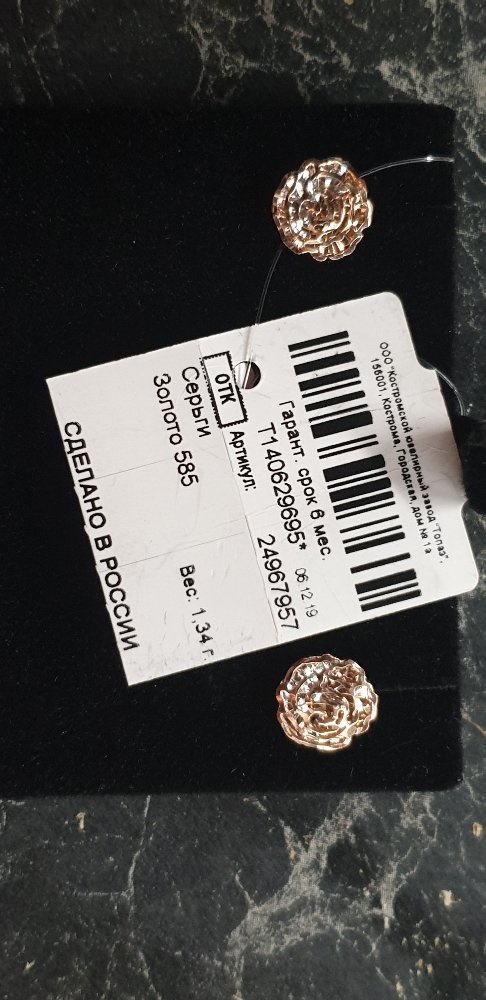 ООО "Костромской ювелирный завод "Топаз",
156001, Кострома, Городская, дом № 1а
Гарант. срок 6 мес.
06.12.19
Т140629695*
24967957
Артикул:
ОТК
Серьги
Золото 585
Вес: 1,34 г.
СДЕЛАНО В РОССИИ